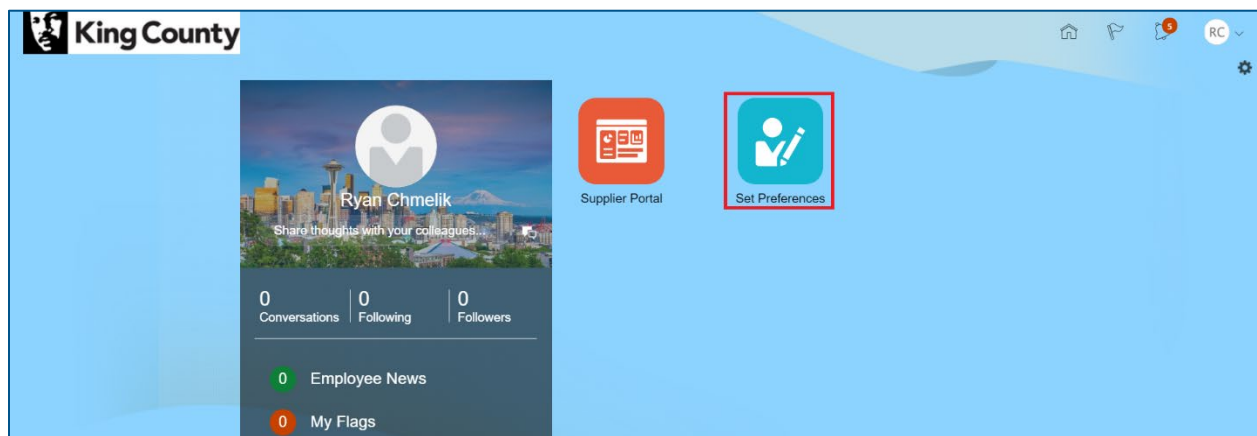 King County
5
RC
Ryan Chmelik
Share thoughts with your colleagues...
Supplier Portal
Set Preferences
0 0 0
Conversations Following Followers
0 Employee News
0 My Flags